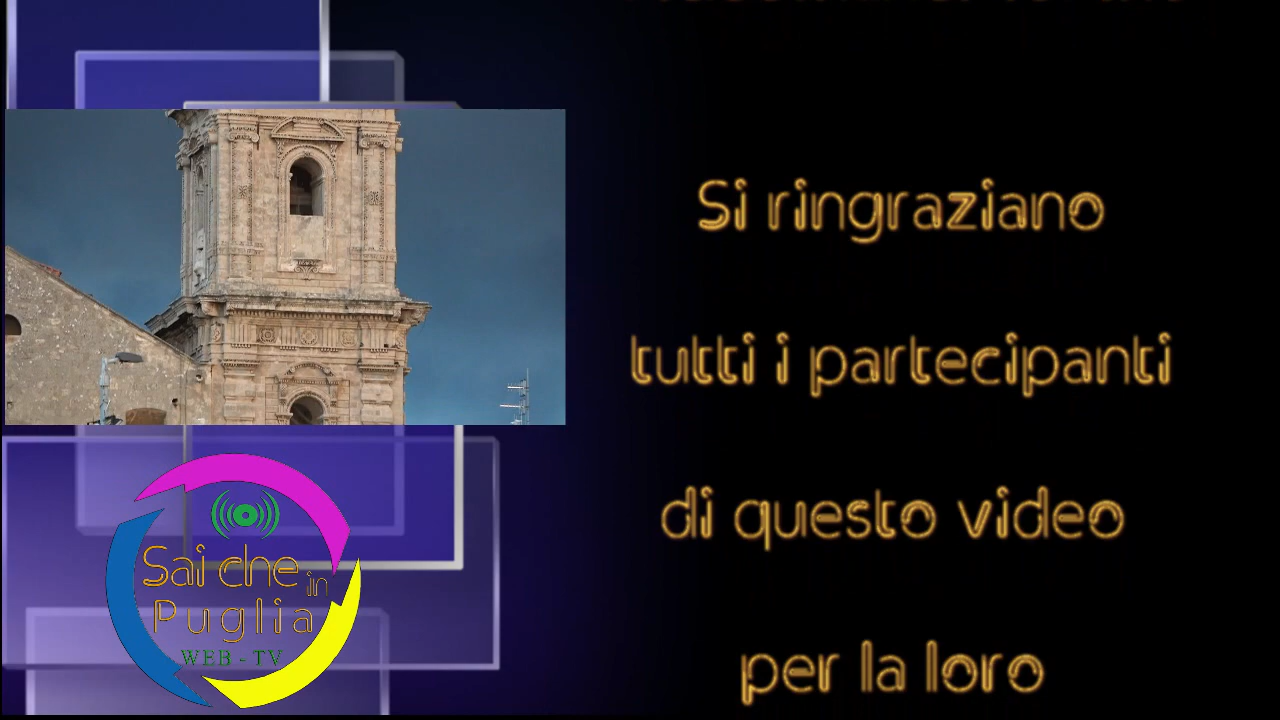 Si ringraziano
tutti i partecipanti
di questo video
per la loro
Sai che in
Puglia
WEB - TV